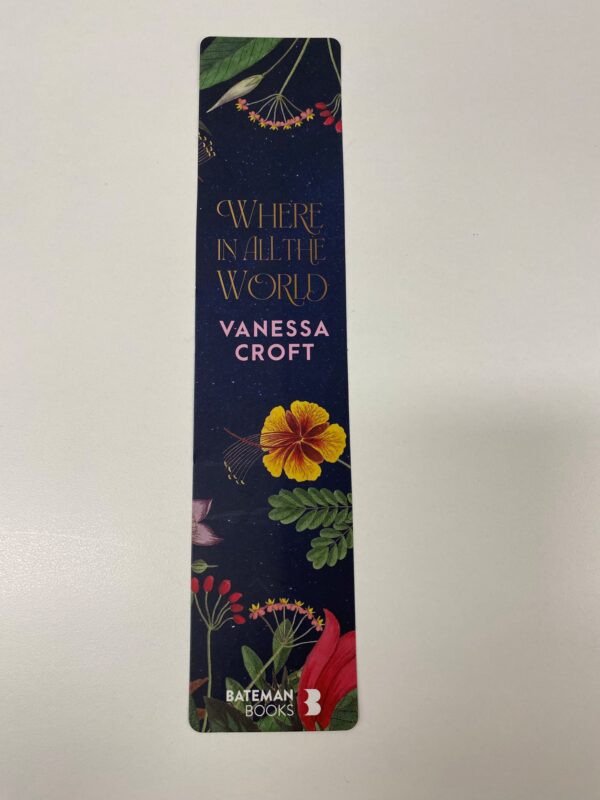 WHERE
IN ALL THE
WORLD
VANESSA
CROFT
BATEMAN
BOOKS